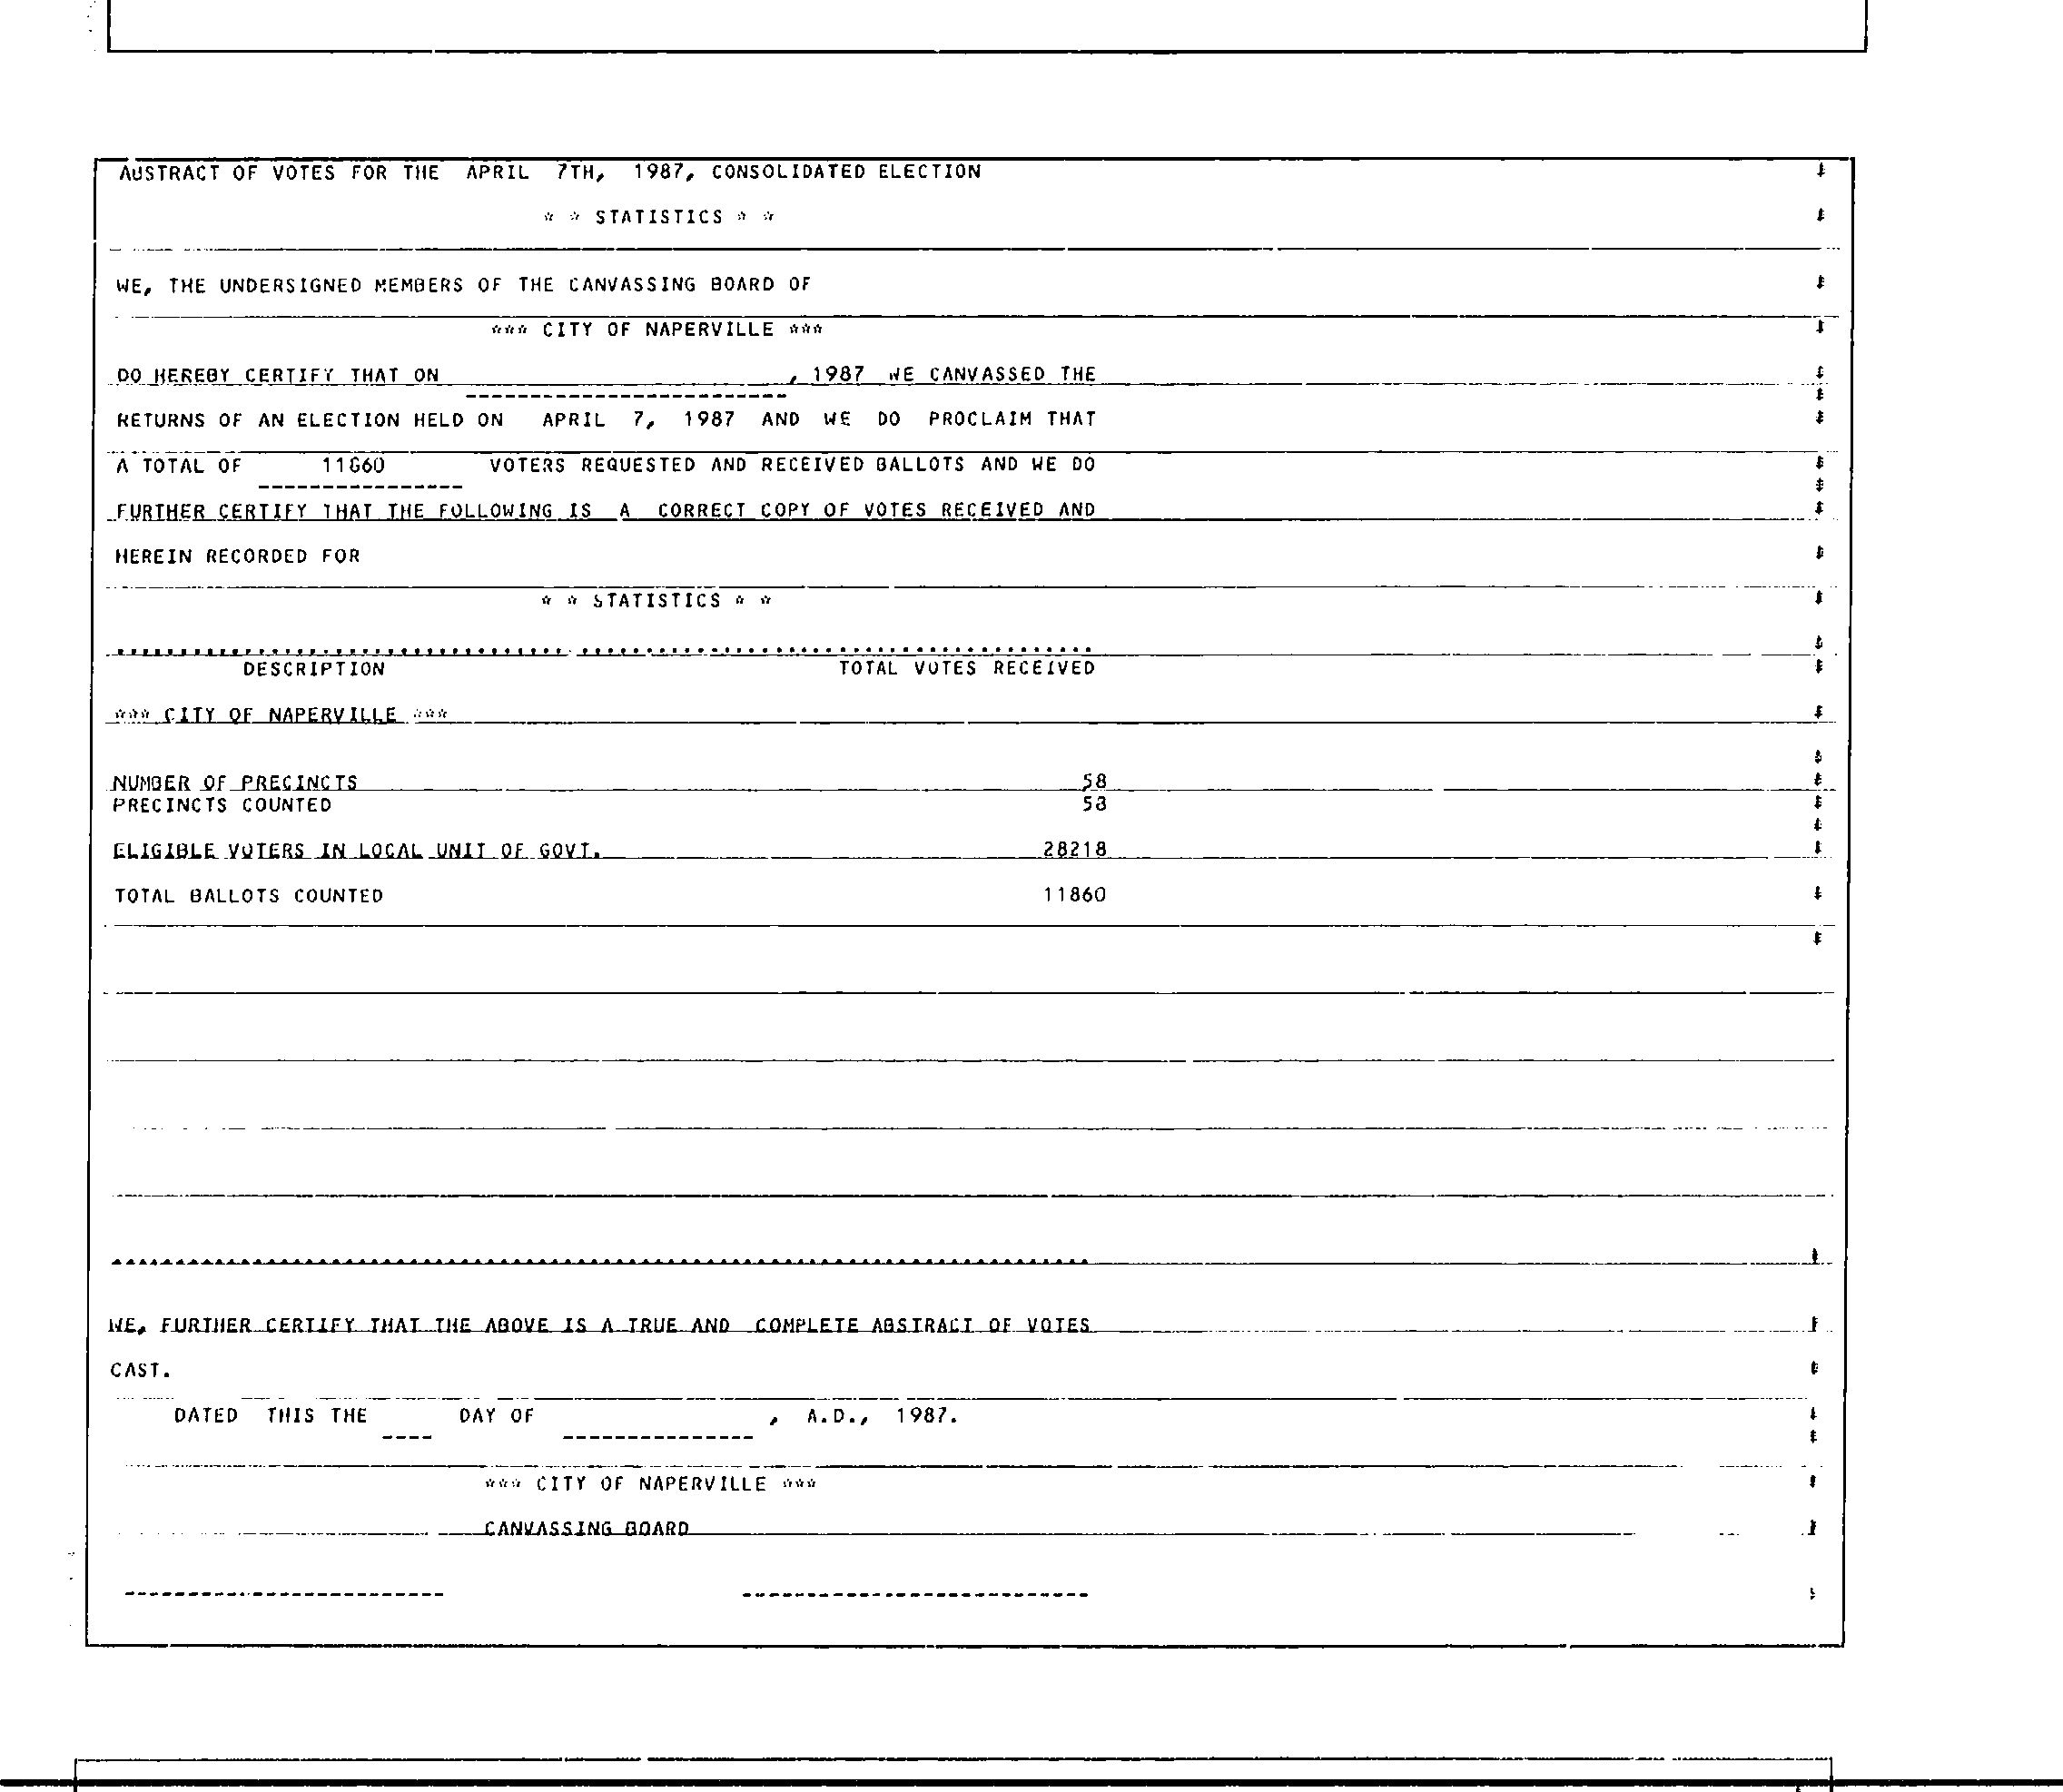 ABSTRACT OF VOTES FOR THE APRIL 7TH, 1987, CONSOLIDATED ELECTION
* * STATISTICS * *
WE, THE UNDERSIGNED MEMBERS OF THE CANVASSING BOARD OF
*** CITY OF NAPERVILLE ***
DO HEREBY CERTIFY THAT ON , 1987 WE CANVASSED THE
RETURNS OF AN ELECTION HELD ON APRIL 7, 1987 AND WE DO PROCLAIM THAT
A TOTAL OF 11860 VOTERS REQUESTED AND RECEIVED BALLOTS AND WE DO
FURTHER CERTIFY THAT THE FOLLOWING IS A CORRECT COPY OF VOTES RECEIVED AND
HEREIN RECORDED FOR
* * STATISTICS * *
DESCRIPTION TOTAL VOTES RECEIVED
*** CITY OF NAPERVILLE ***
NUMBER OF PRECINCTS 58
PRECINCTS COUNTED 58
ELIGIBLE VOTERS IN LOCAL UNIT OF GOVT. 28218
TOTAL BALLOTS COUNTED 11860
WE, FURTHER CERTIFY THAT THE ABOVE IS A TRUE AND COMPLETE ABSTRACT OF VOTES
CAST.
DATED THIS THE DAY OF , A.D., 1987.
*** CITY OF NAPERVILLE ***
CANVASSING BOARD